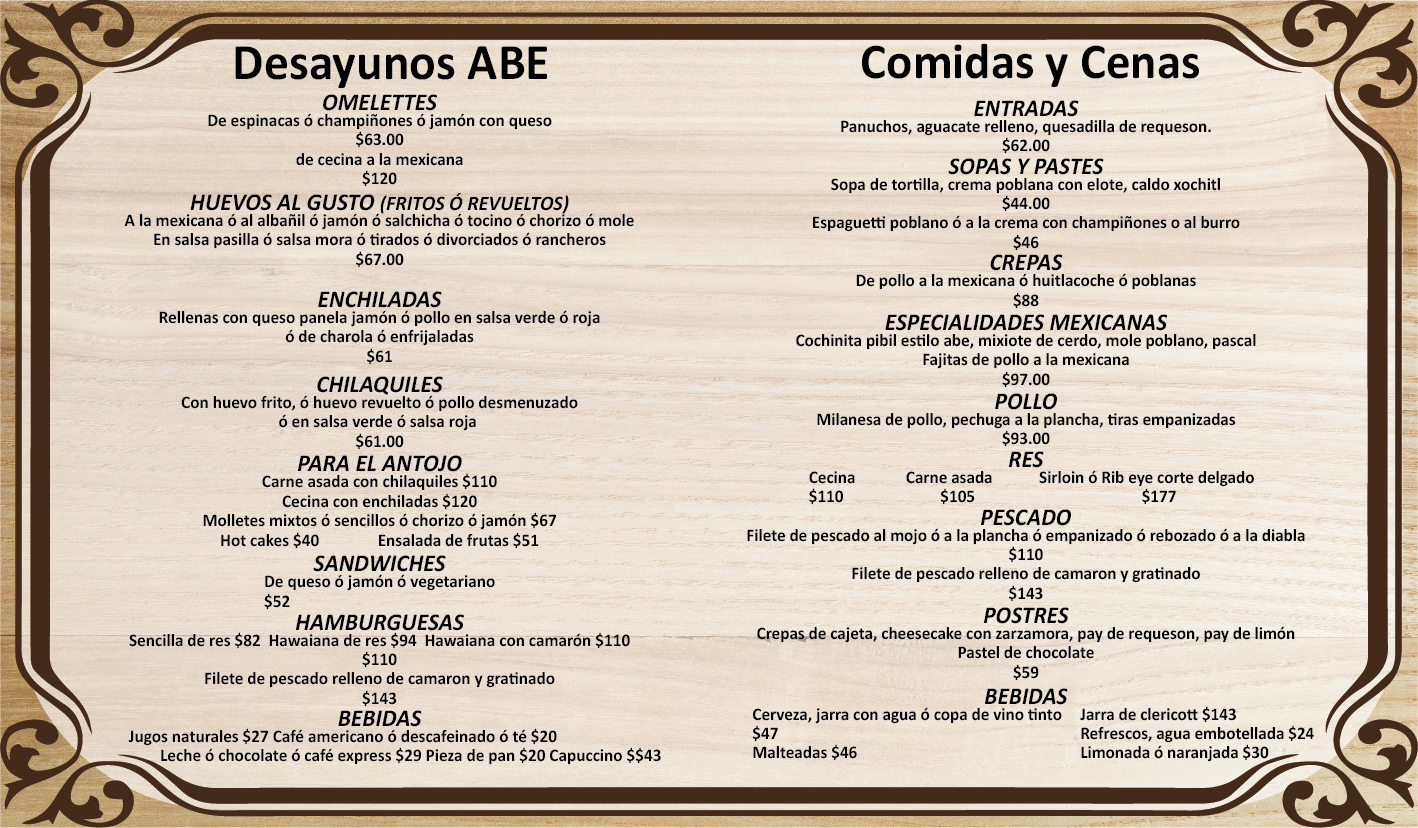 Desayunos ABE
OMELETTES
De espinacas ó champiñones ó jamón con queso
$63.00
de cecina a la mexicana
$120
HUEVOS AL GUSTO (FRITOS Ó REVUELTOS)
A la mexicana ó al albañil ó jamón ó salchicha ó tocino ó chorizo ó mole
En salsa pasilla ó salsa mora ó tirados ó divorciados ó rancheros
$67.00
ENCHILADAS
Rellenas con queso panela jamón ó pollo en salsa verde ó roja
ó de charola ó enfrijaladas
$61
CHILAQUILES
Con huevo frito, ó huevo revuelto ó pollo desmenuzado
ó en salsa verde ó salsa roja
$61.00
PARA EL ANTOJO
Carne asada con chilaquiles $110
Cecina con enchiladas $120
Molletes mixtos ó sencillos ó chorizo ó jamón $67
Hot cakes $40 Ensalada de frutas $51
SANDWICHES
De queso ó jamón ó vegetariano
$52
HAMBURGUESAS
Sencilla de res $82 Hawaiana de res $94 Hawaiana con camarón $110
$110
Filete de pescado relleno de camaron y gratinado
$143
BEBIDAS
Jugos naturales $27 Café americano ó descafeinado ó té $20
Leche ó chocolate ó café express $29 Pieza de pan $20 Capuccino $$43
Comidas y Cenas
ENTRADAS
Panuchos, aguacate relleno, quesadilla de requeson.
$62.00
SOPAS Y PASTES
Sopa de tortilla, crema poblana con elote, caldo xochitl
$44.00
Espaguetti poblano ó a la crema con champiñones o al burro
$46
CREPAS
De pollo a la mexicana ó huitlacoche ó poblanas
$88
ESPECIALIDADES MEXICANAS
Cochinita pibil estilo abe, mixiote de cerdo, mole poblano, pascal
Fajitas de pollo a la mexicana
$97.00
POLLO
Milanesa de pollo, pechuga a la plancha, tiras empanizadas
$93.00
RES
Cecina Carne asada Sirloin ó Rib eye corte delgado
$110 $105 $177
PESCADO
Filete de pescado al mojo ó a la plancha ó empanizado ó rebozado ó a la diabla
$110
Filete de pescado relleno de camaron y gratinado
$143
POSTRES
Crepas de cajeta, cheesecake con zarzamora, pay de requeson, pay de limón
Pastel de chocolate
$59
BEBIDAS
Cerveza, jarra con agua ó copa de vino tinto Jarra de clericott $143
$47 Refrescos, agua embotellada $24
Malteadas $46 Limonada ó naranjada $30